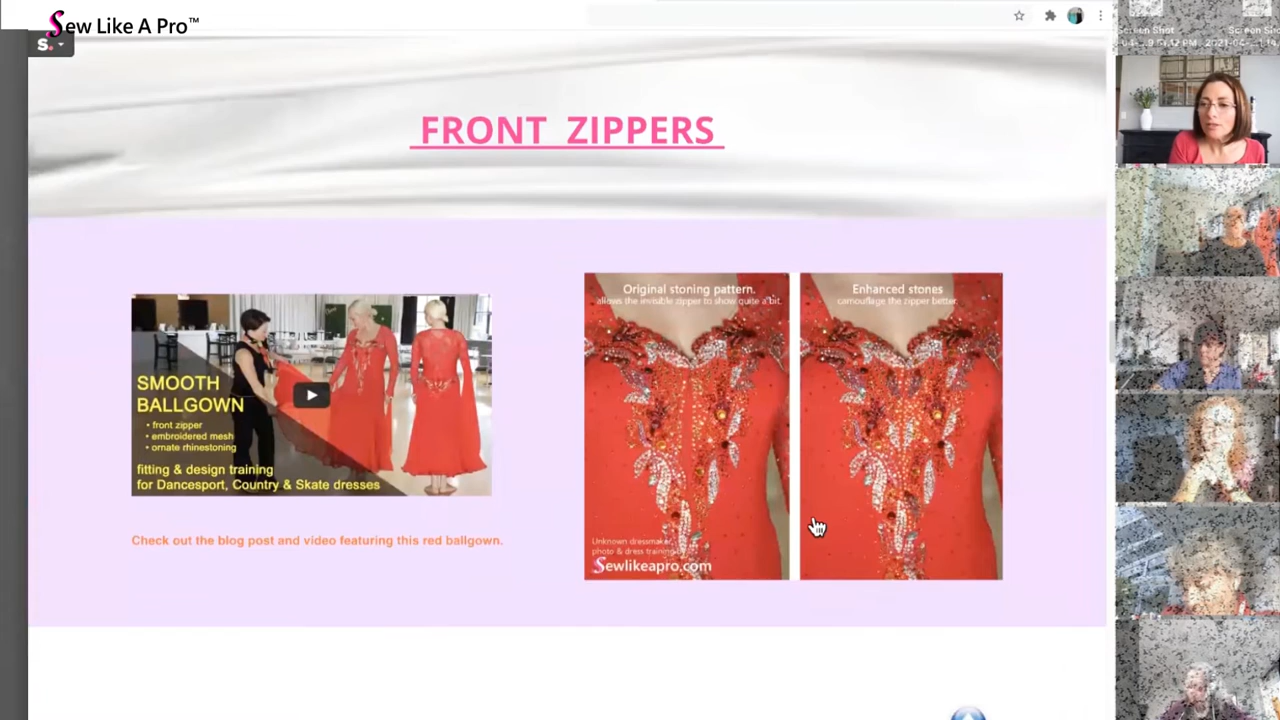 Sew Like A Pro™
S.
FRONT ZIPPERS
SMOOTH
BALLGOWN
• front zipper
• embroidered mesh
• ornate rhinestoning
fitting & design training
for Dancesport, Country & Skate dresses
Check out the blog post and video featuring this red ballgown.
Original stoning pattern.
allows the invisible zipper to show quite a bit.
Unknown dressmaker,
photo & dress training
Sewlikeapro.com
Enhanced stones
camouflage the zipper better.
Screen Shot